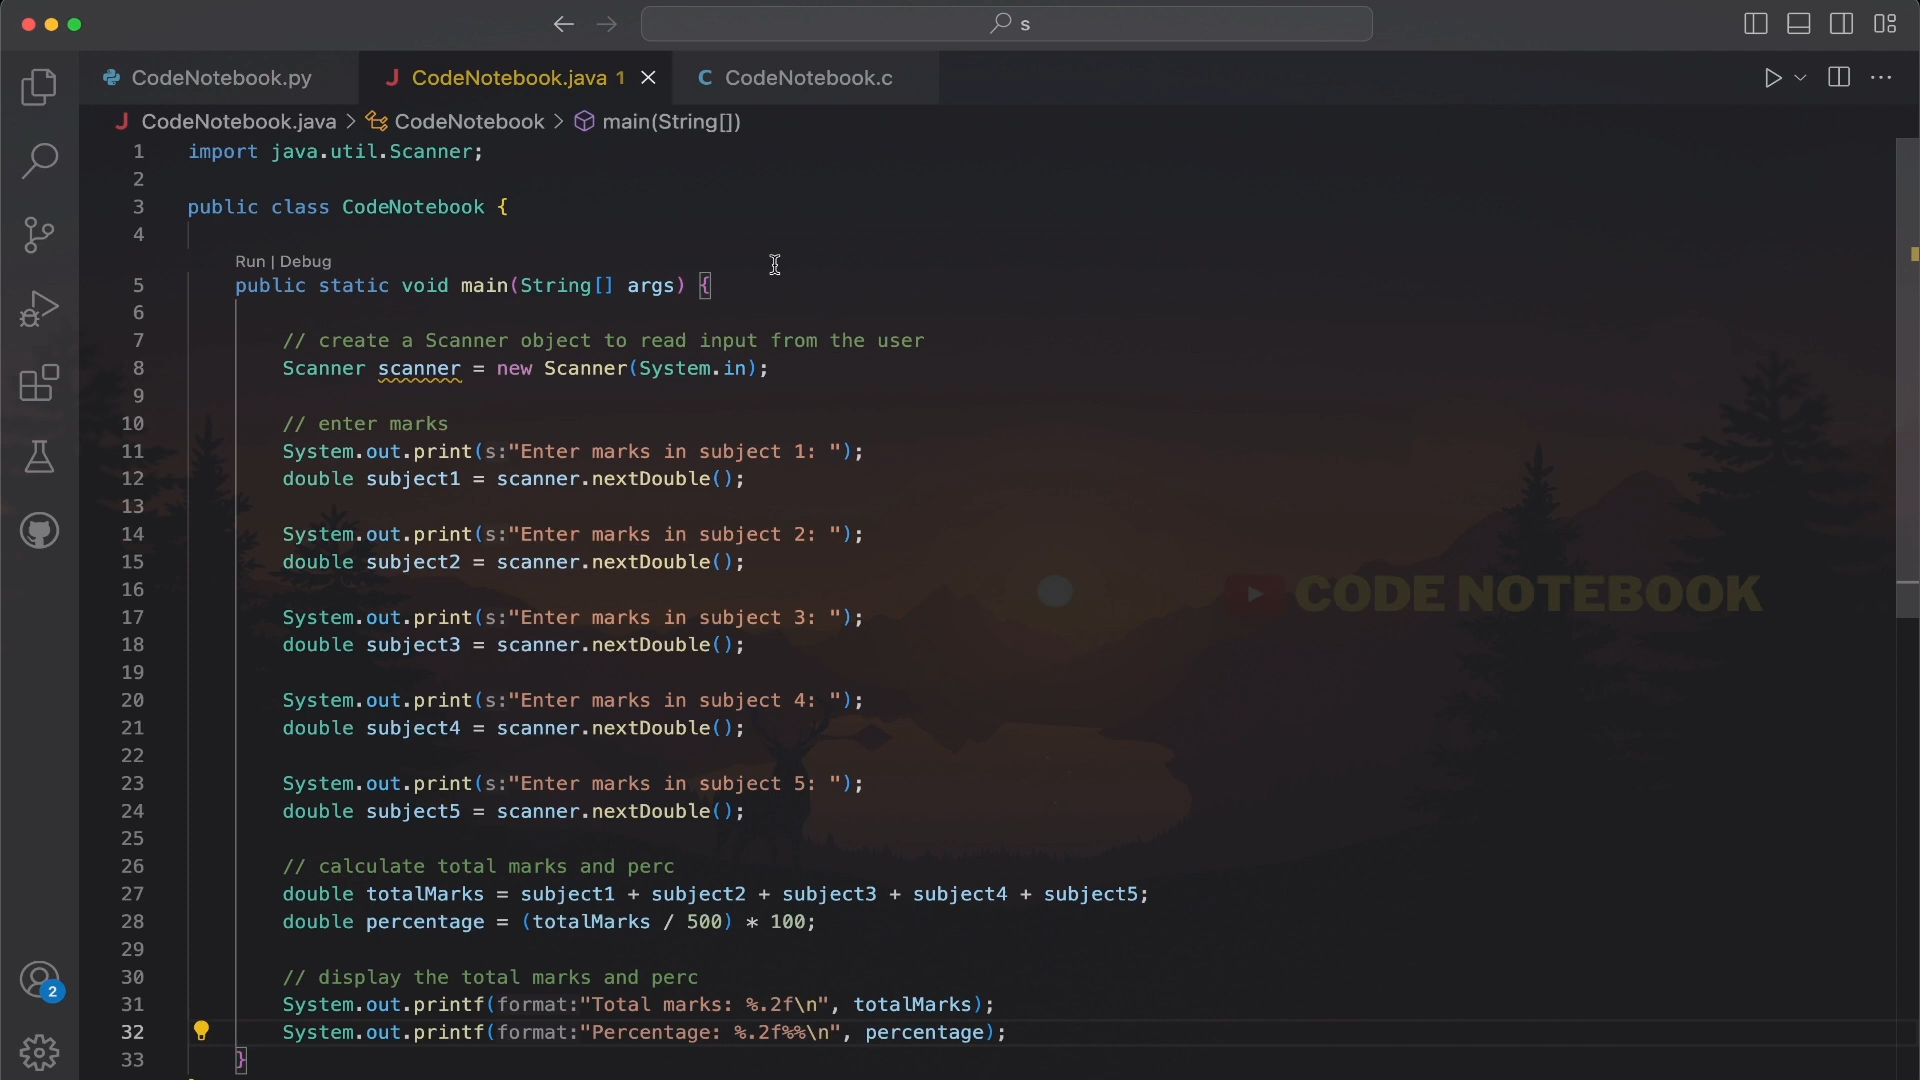 s
CodeNotebook.py
J CodeNotebook.java 1
C CodeNotebook.c
J CodeNotebook.java > CodeNotebook > main(String[])
1 import java.util.Scanner;
2
3 public class CodeNotebook {
4
Run | Debug
5 public static void main(String[] args) {
6
7 // create a Scanner object to read input from the user
8 Scanner scanner = new Scanner(System.in);
9
10 // enter marks
11 System.out.print(s:"Enter marks in subject 1: ");
12 double subject1 = scanner.nextDouble();
13
14 System.out.print(s:"Enter marks in subject 2: ");
15 double subject2 = scanner.nextDouble();
16
17 System.out.print(s:"Enter marks in subject 3: ");
18 double subject3 = scanner.nextDouble();
19
20 System.out.print(s:"Enter marks in subject 4: ");
21 double subject4 = scanner.nextDouble();
22
23 System.out.print(s:"Enter marks in subject 5: ");
24 double subject5 = scanner.nextDouble();
25
26 // calculate total marks and perc
27 double totalMarks = subject1 + subject2 + subject3 + subject4 + subject5;
28 double percentage = (totalMarks / 500) * 100;
29
30 // display the total marks and perc
31 System.out.printf(format:"Total marks: %.2f\n", totalMarks);
32 System.out.printf(format:"Percentage: %.2f%%\n", percentage);
33 }
CODE NOTEBOOK
2